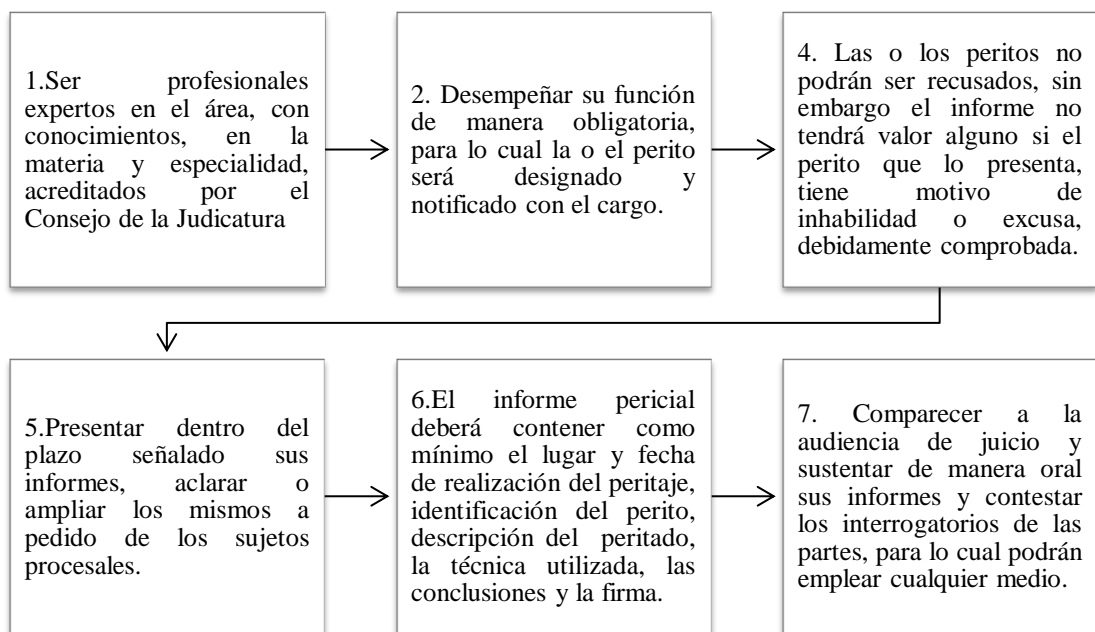 1.Ser profesionales
expertos en el área, con
conocimientos, en la
materia y especialidad,
acreditados por el
Consejo de la Judicatura
2. Desempeñar su función
de manera obligatoria,
para lo cual la o el perito
será designado y
notificado con el cargo.
4. Las o los peritos no
podrán ser recusados, sin
embargo el informe no
tendrá valor alguno si el
perito que lo presenta,
tiene motivo de
inhabilidad o excusa,
debidamente comprobada.
5.Presentar dentro del
plazo señalado sus
informes, aclarar o
ampliar los mismos a
pedido de los sujetos
procesales.
6.El informe pericial
deberá contener como
mínimo el lugar y fecha
de realización del peritaje,
identificación del perito,
descripción del peritado,
la técnica utilizada, las
conclusiones y la firma.
7. Comparecer a la
audiencia de juicio y
sustentar de manera oral
sus informes y contestar
los interrogatorios de las
partes, para lo cual podrán
emplear cualquier medio.